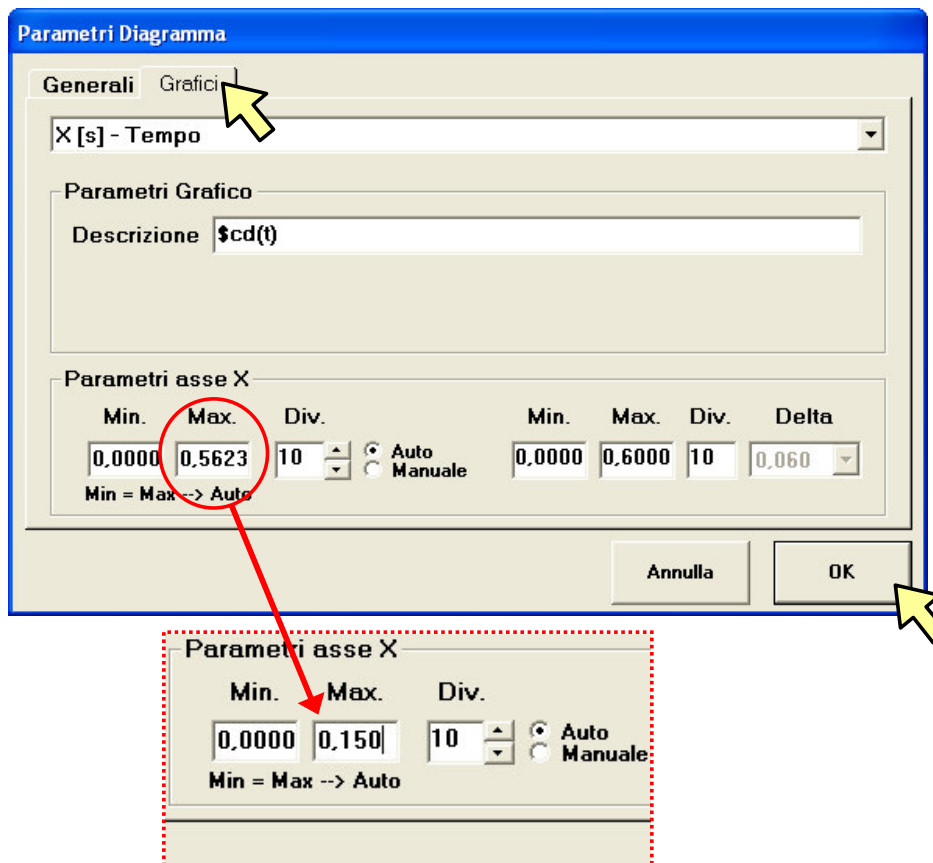 Parametri Diagramma
Generali Grafici
X [s] - Tempo
Parametri Grafico
Descrizione $cd(t)
Parametri asse X
Min. Max. Div. Min. Max. Div. Delta
0,0000 0,5623 10 Auto 0,0000 0,6000 10 0,060
Manuale
Min = Max --> Auto
Annulla OK
Parametri asse X
Min. Max. Div.
0,0000 0,150 10 Auto
Manuale
Min = Max --> Auto